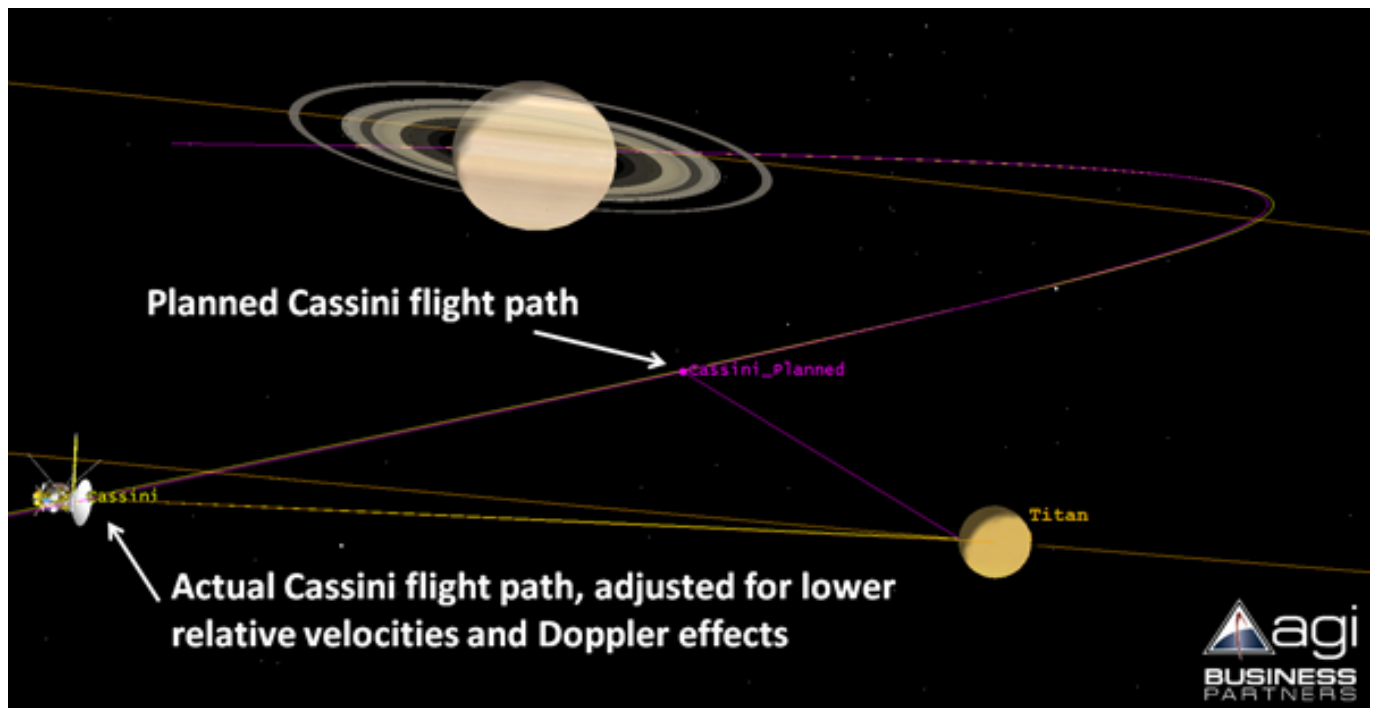 Planned Cassini flight path
Cassini_Planned
Cassini
Titan
Actual Cassini flight path, adjusted for lower
relative velocities and Doppler effects
agi
BUSINESS
PARTNERS